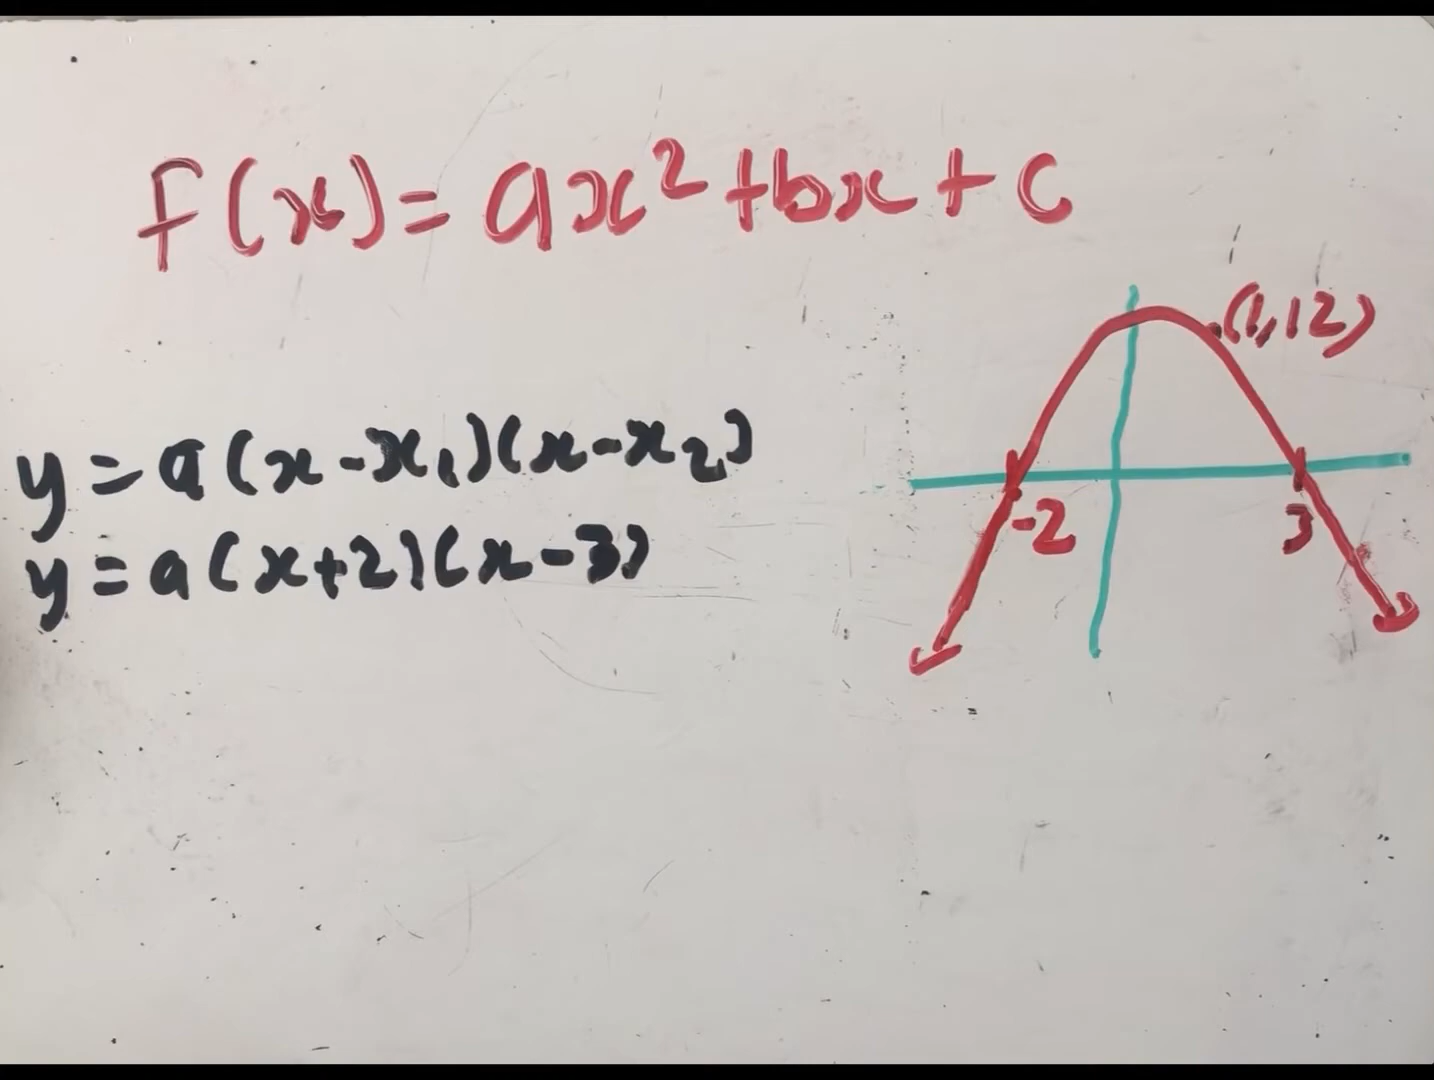 f(x) = ax² + bx + c
(1,12)
y = a(x - x₁)(x - x₂)
-2
3
y = a(x+2)(x-3)